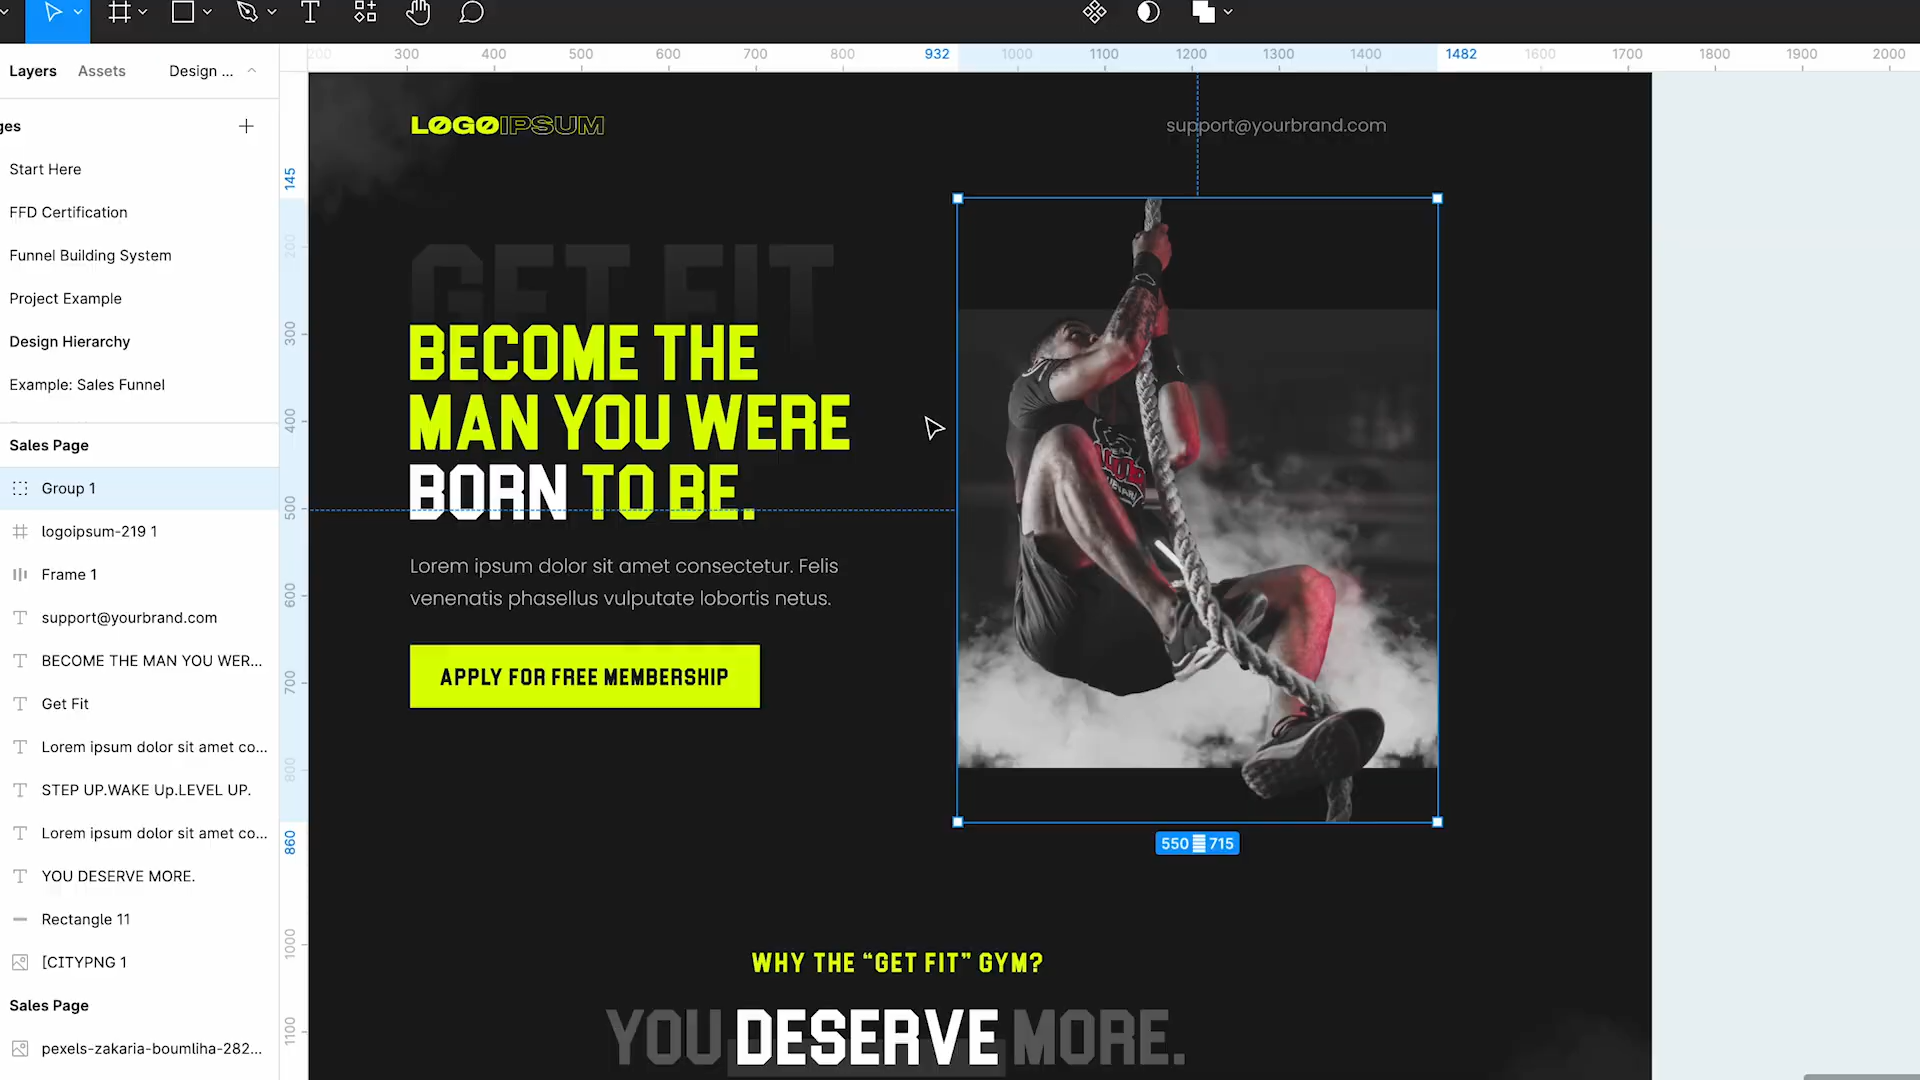 200 300 400 500 600 700 800 932 1000 1100 1200 1300 1400 1482 1600 1700 1800 1900 2000
Layers Assets Design ...
ges
Start Here
FFD Certification
Funnel Building System
Project Example
Design Hierarchy
Example: Sales Funnel
Sales Page
Group 1
logoipsum-219 1
Frame 1
support@yourbrand.com
BECOME THE MAN YOU WER...
Get Fit
Lorem ipsum dolor sit amet co...
STEP UP.WAKE Up.LEVEL UP.
Lorem ipsum dolor sit amet co...
YOU DESERVE MORE.
Rectangle 11
[CITYPNG 1
Sales Page
pexels-zakaria-boumliha-282...
145
200
300
400
500
600
700
800
860
1000
1100
LOGOIPSUM
support@yourbrand.com
GET FIT
BECOME THE
MAN YOU WERE
BORN TO BE.
Lorem ipsum dolor sit amet consectetur. Felis
venenatis phasellus vulputate lobortis netus.
APPLY FOR FREE MEMBERSHIP
550 715
WHY THE “GET FIT” GYM?
YOU DESERVE MORE.